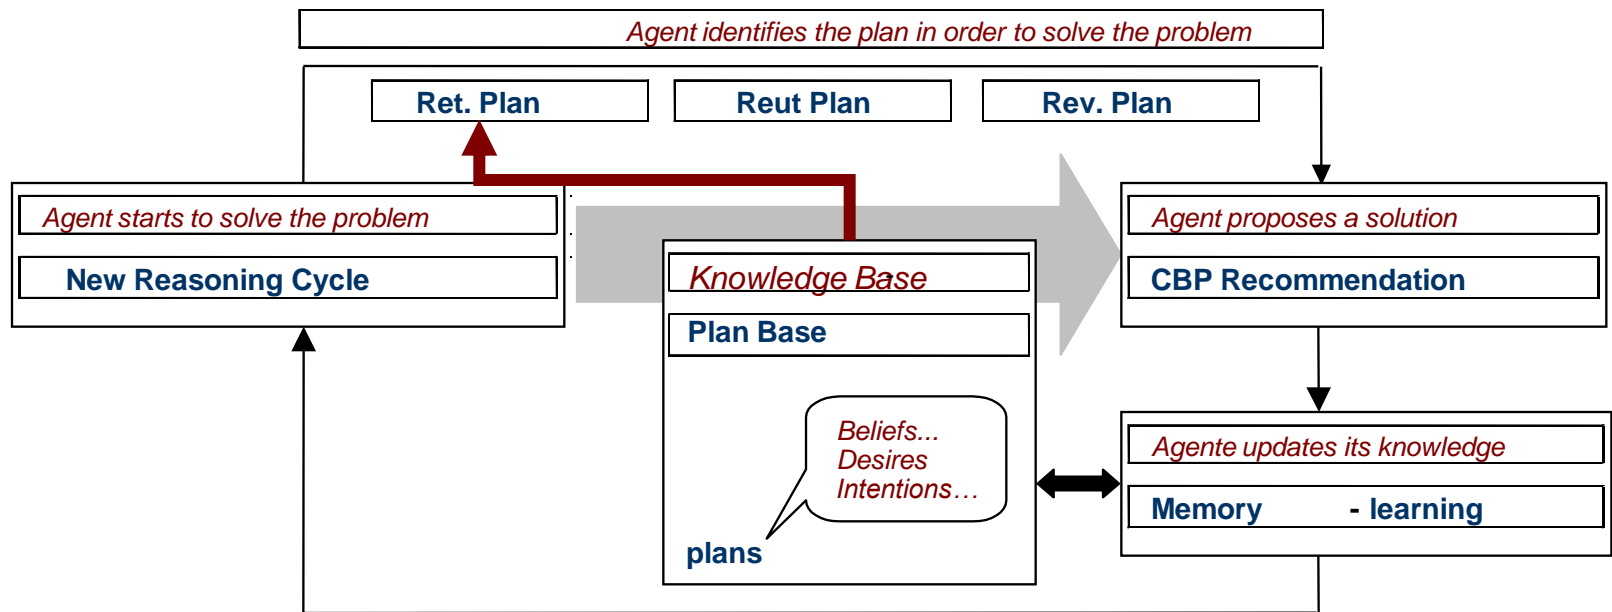 Agent identifies the plan in order to solve the problem
Ret. Plan
Reut Plan
Rev. Plan
Agent starts to solve the problem
New Reasoning Cycle
Agent proposes a solution
CBP Recommendation
Knowledge Base
Plan Base
Beliefs...
Desires
Intentions…
plans
Agente updates its knowledge
Memory - learning